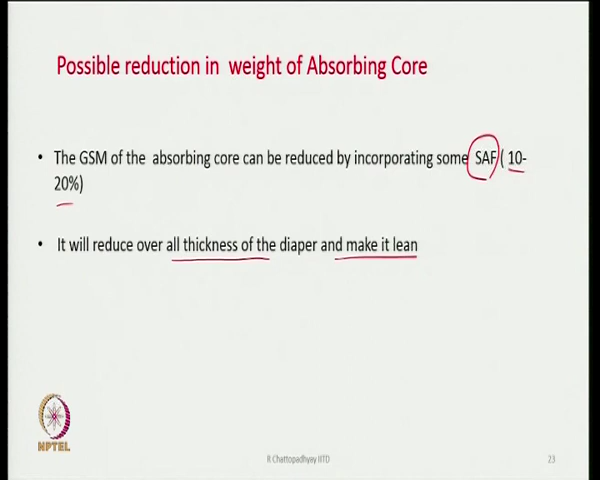 Possible reduction in weight of Absorbing Core
• The GSM of the absorbing core can be reduced by incorporating some SAF ( 10-
20%)
• It will reduce over all thickness of the diaper and make it lean
NPTEL
R Chattopadhyay IITD
23